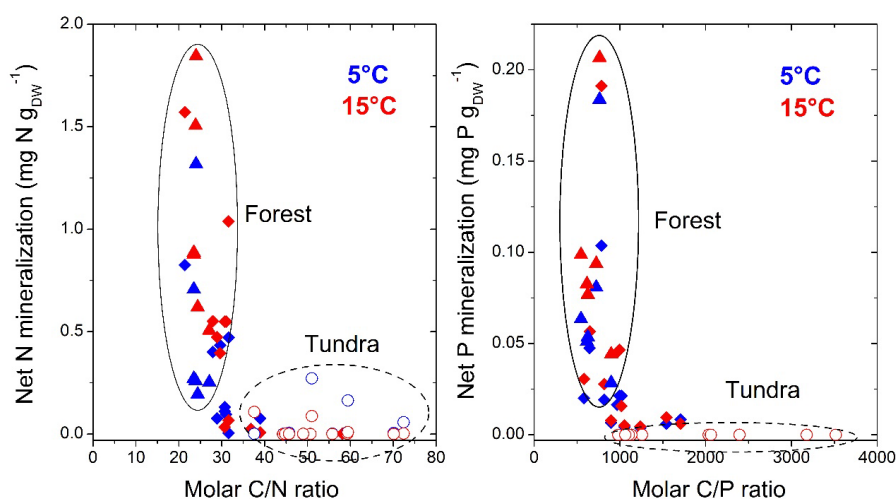 2.0
1.5
1.0
0.5
0.0
Net N mineralization (mg N g_DW⁻¹)
5°C
15°C
Forest
Tundra
0 10 20 30 40 50 60 70 80
Molar C/N ratio
0.20
0.15
0.10
0.05
0.00
Net P mineralization (mg P g_DW⁻¹)
5°C
15°C
Forest
Tundra
0 1000 2000 3000 4000
Molar C/P ratio